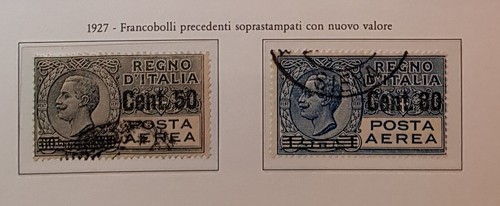 1927 - Francobolli precedenti soprastampati con nuovo valore
REGNO
D'ITALIA
Cent. 50
POSTA
AEREA
REGNO
D'ITALIA
Cent. 80
POSTA
AEREA